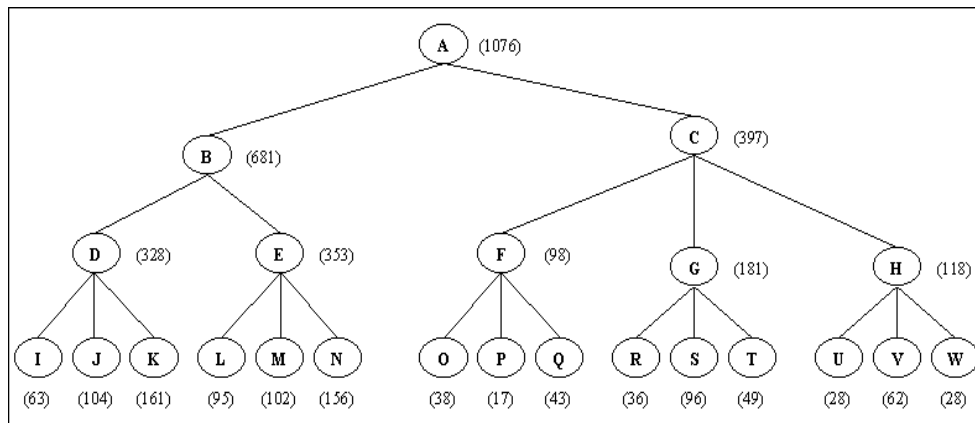 A (1076)
B (681)
C (397)
D (328)
E (353)
F (98)
G (181)
H (118)
I J K L M N O P Q R S T U V W
(63) (104) (161) (95) (102) (156) (38) (17) (43) (36) (96) (49) (28) (62) (28)